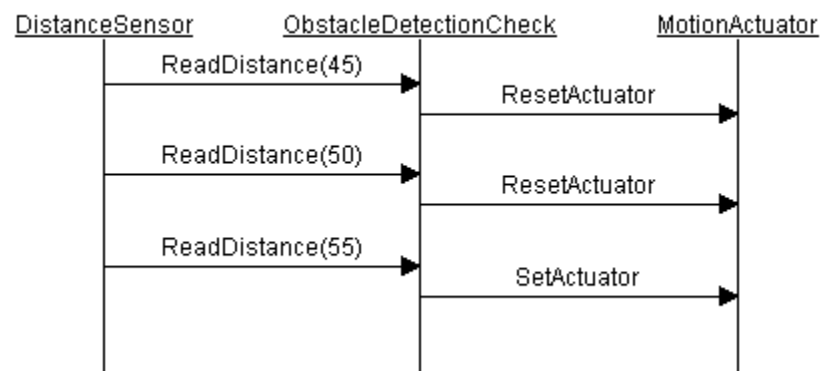 DistanceSensor ObstacleDetectionCheck MotionActuator
ReadDistance(45)
ResetActuator
ReadDistance(50)
ResetActuator
ReadDistance(55)
SetActuator